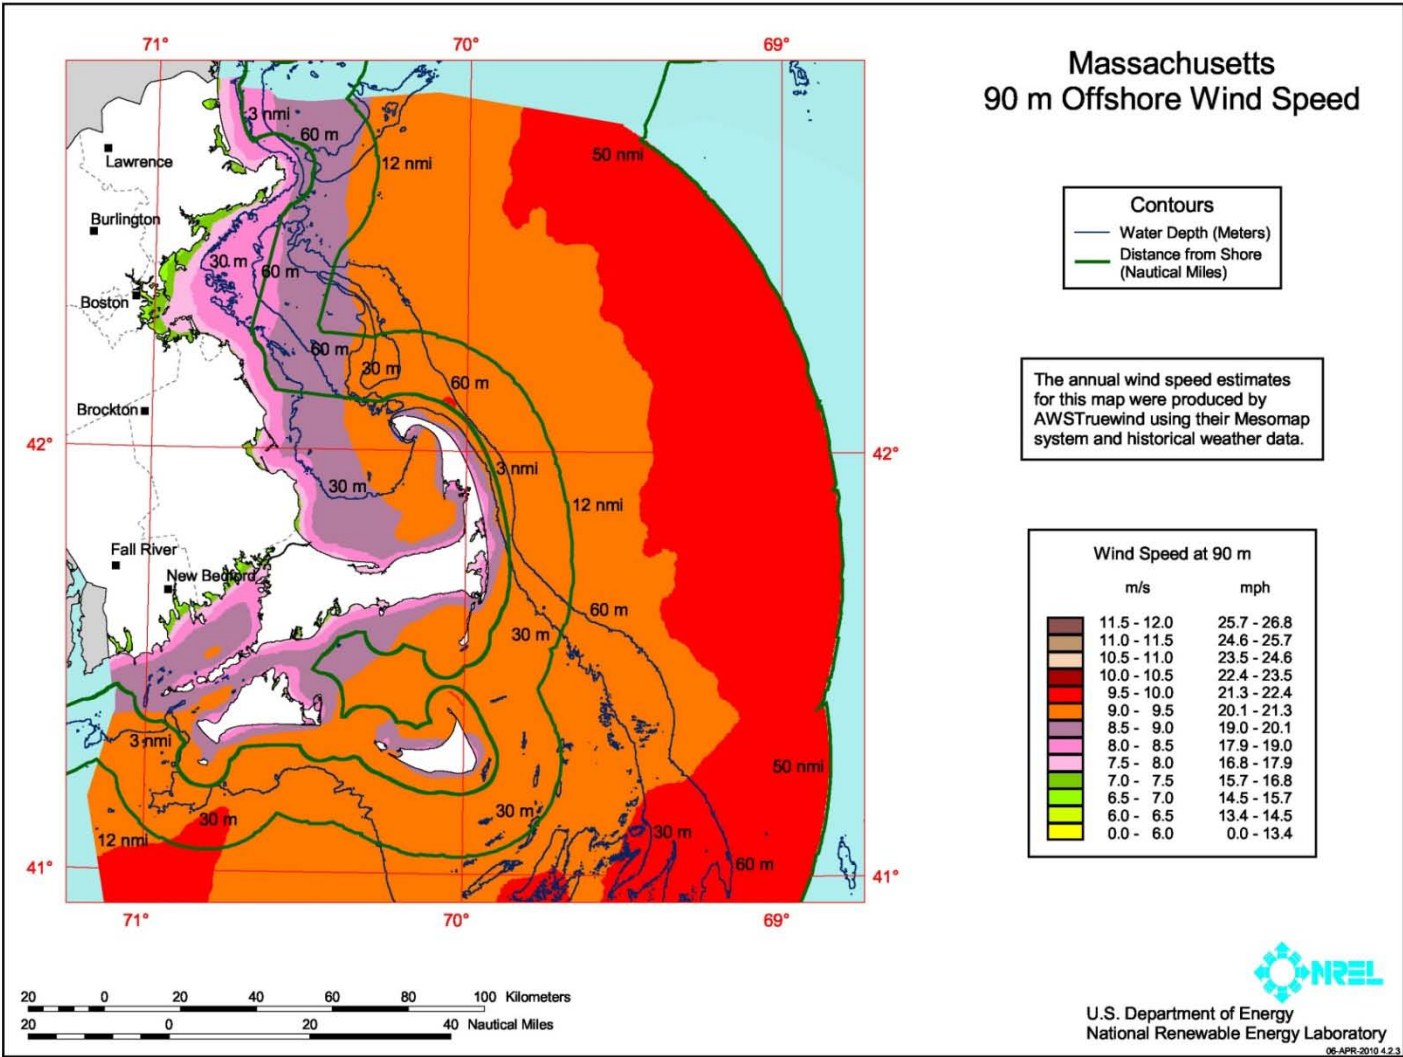 Massachusetts
90 m Offshore Wind Speed
71°
70°
69°
3 nmi
60 m
12 nmi
50 nmi
Lawrence
Burlington
30 m
60 m
Boston
60 m
30 m
60 m
Brockton
42°
42°
30 m
3 nmi
12 nmi
Fall River
New Bedford
60 m
30 m
3 nmi
50 nmi
30 m
30 m
12 nmi
30 m
60 m
41°
41°
71°
70°
69°
Contours
Water Depth (Meters)
Distance from Shore
(Nautical Miles)
The annual wind speed estimates
for this map were produced by
AWSTruewind using their Mesomap
system and historical weather data.
Wind Speed at 90 m
m/s mph
11.5 - 12.0 25.7 - 26.8
11.0 - 11.5 24.6 - 25.7
10.5 - 11.0 23.5 - 24.6
10.0 - 10.5 22.4 - 23.5
9.5 - 10.0 21.3 - 22.4
9.0 - 9.5 20.1 - 21.3
8.5 - 9.0 19.0 - 20.1
8.0 - 8.5 17.9 - 19.0
7.5 - 8.0 16.8 - 17.9
7.0 - 7.5 15.7 - 16.8
6.5 - 7.0 14.5 - 15.7
6.0 - 6.5 13.4 - 14.5
0.0 - 6.0 0.0 - 13.4
20 0 20 40 60 80 100 Kilometers
20 0 20 40 Nautical Miles
NREL
U.S. Department of Energy
National Renewable Energy Laboratory
06-APR-2010 4.2.3